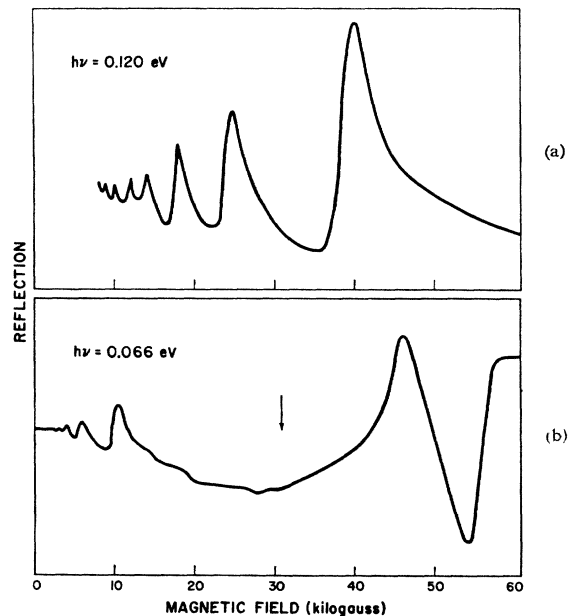 hν = 0.120 eV
(a)
REFLECTION
hν = 0.066 eV
(b)
0 10 20 30 40 50 60
MAGNETIC FIELD (kilogauss)